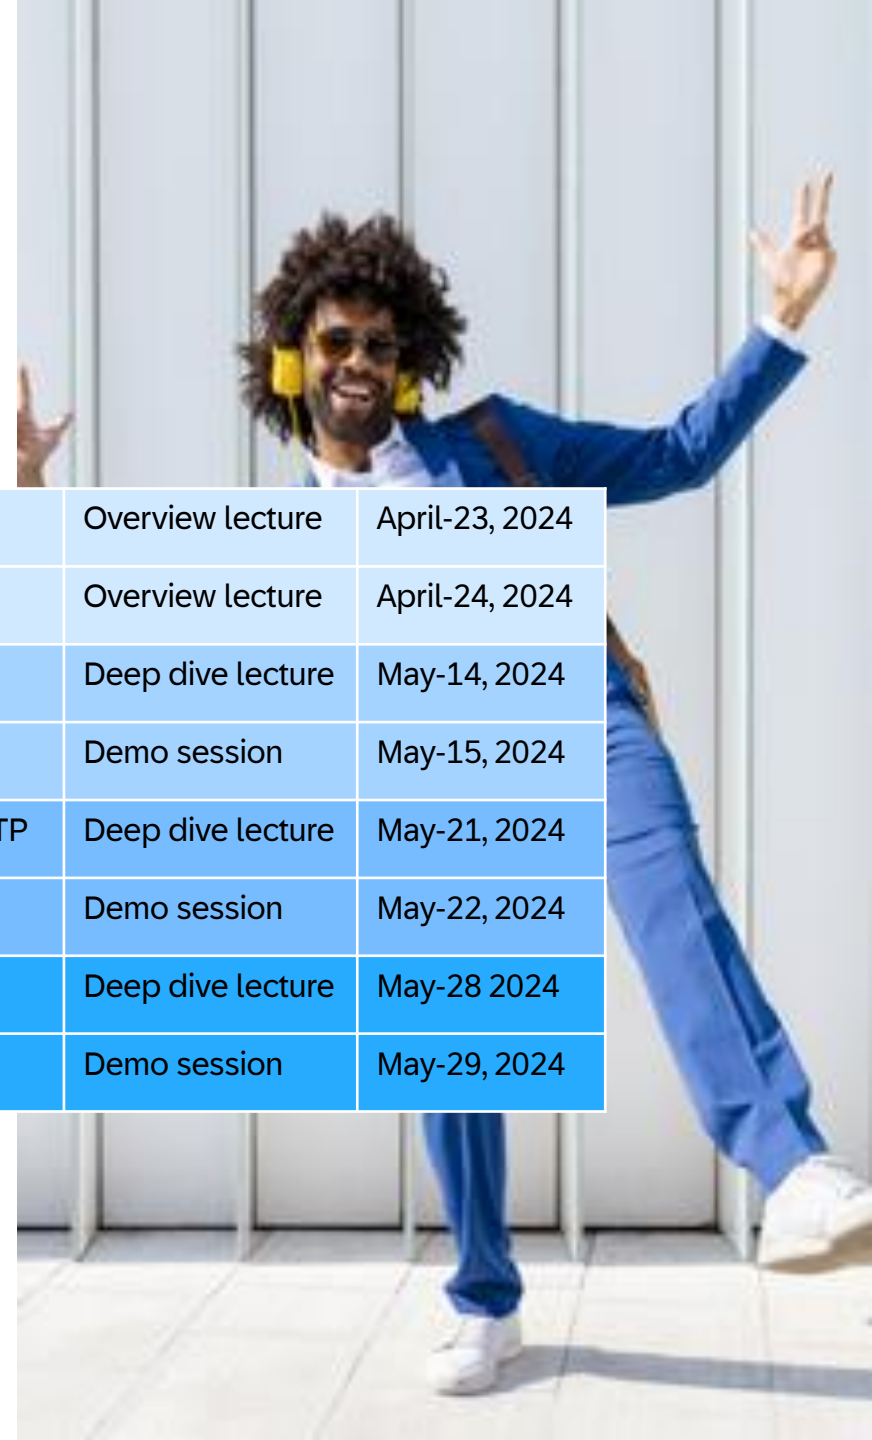 Overview lecture April-23, 2024
Overview lecture April-24, 2024
Deep dive lecture May-14, 2024
Demo session May-15, 2024
TP Deep dive lecture May-21, 2024
Demo session May-22, 2024
Deep dive lecture May-28 2024
Demo session May-29, 2024